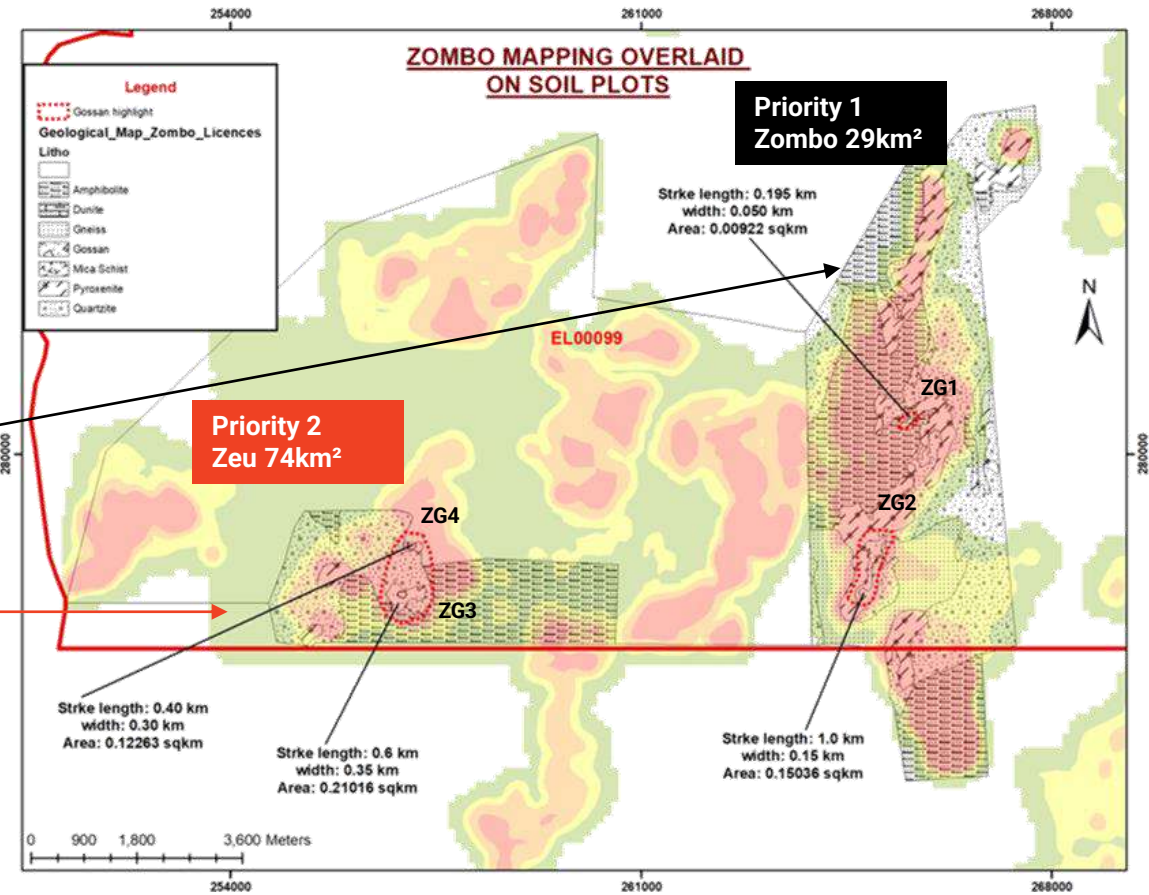 254000
261000
268000
ZOMBO MAPPING OVERLAID
ON SOIL PLOTS
Legend
Gossan highlight
Geological_Map_Zombo_Licences
Litho
Amphibolite
Dunite
Gneiss
Gossan
Mica Schist
Pyroxenite
Quartzite
Priority 1
Zombo 29km²
Strke length: 0.195 km
width: 0.050 km
Area: 0.00922 sqkm
N
EL00099
ZG1
Priority 2
Zeu 74km²
280000
280000
ZG2
ZG4
ZG3
Strke length: 0.40 km
width: 0.30 km
Area: 0.12263 sqkm
Strke length: 0.6 km
width: 0.35 km
Area: 0.21016 sqkm
Strke length: 1.0 km
width: 0.15 km
Area: 0.15036 sqkm
0 900 1,800 3,600 Meters
254000
261000
268000